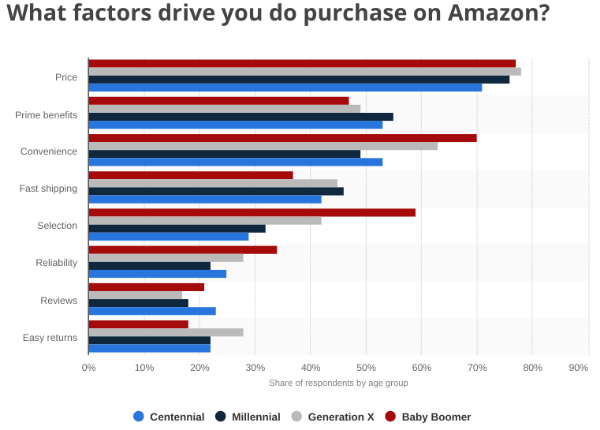 What factors drive you do purchase on Amazon?
Price
Prime benefits
Convenience
Fast shipping
Selection
Reliability
Reviews
Easy returns
0% 10% 20% 30% 40% 50% 60% 70% 80% 90%
Share of respondents by age group
Centennial Millennial Generation X Baby Boomer